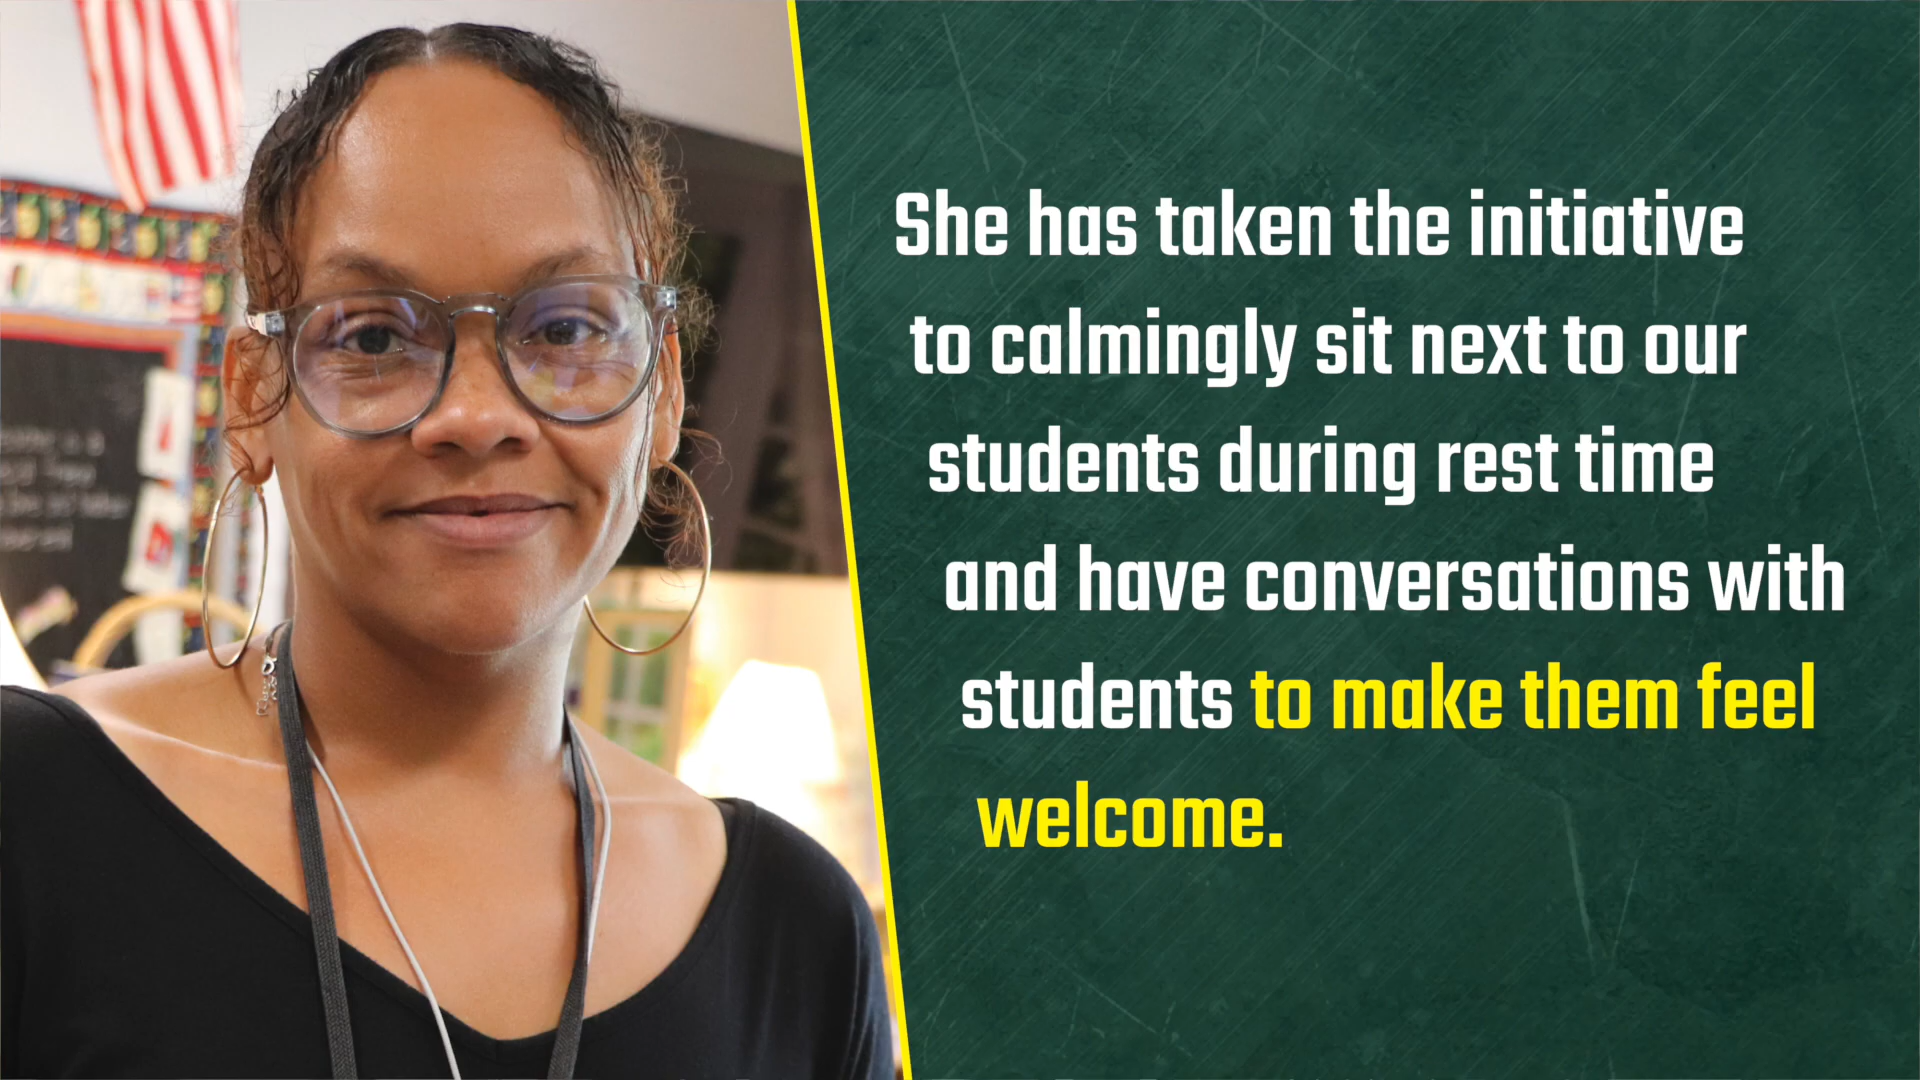 She has taken the initiative
to calmingly sit next to our
students during rest time
and have conversations with
students to make them feel
welcome.